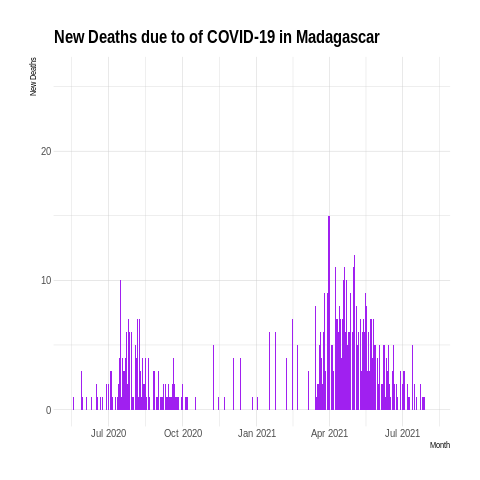 New Deaths due to of COVID-19 in Madagascar
New Deaths
20
10
0
Jul 2020 Oct 2020 Jan 2021 Apr 2021 Jul 2021
Month